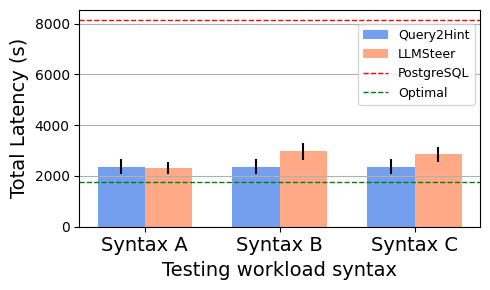 Total Latency (s)
8000
6000
4000
2000
0
Query2Hint
LLMSteer
PostgreSQL
Optimal
Syntax A
Syntax B
Syntax C
Testing workload syntax